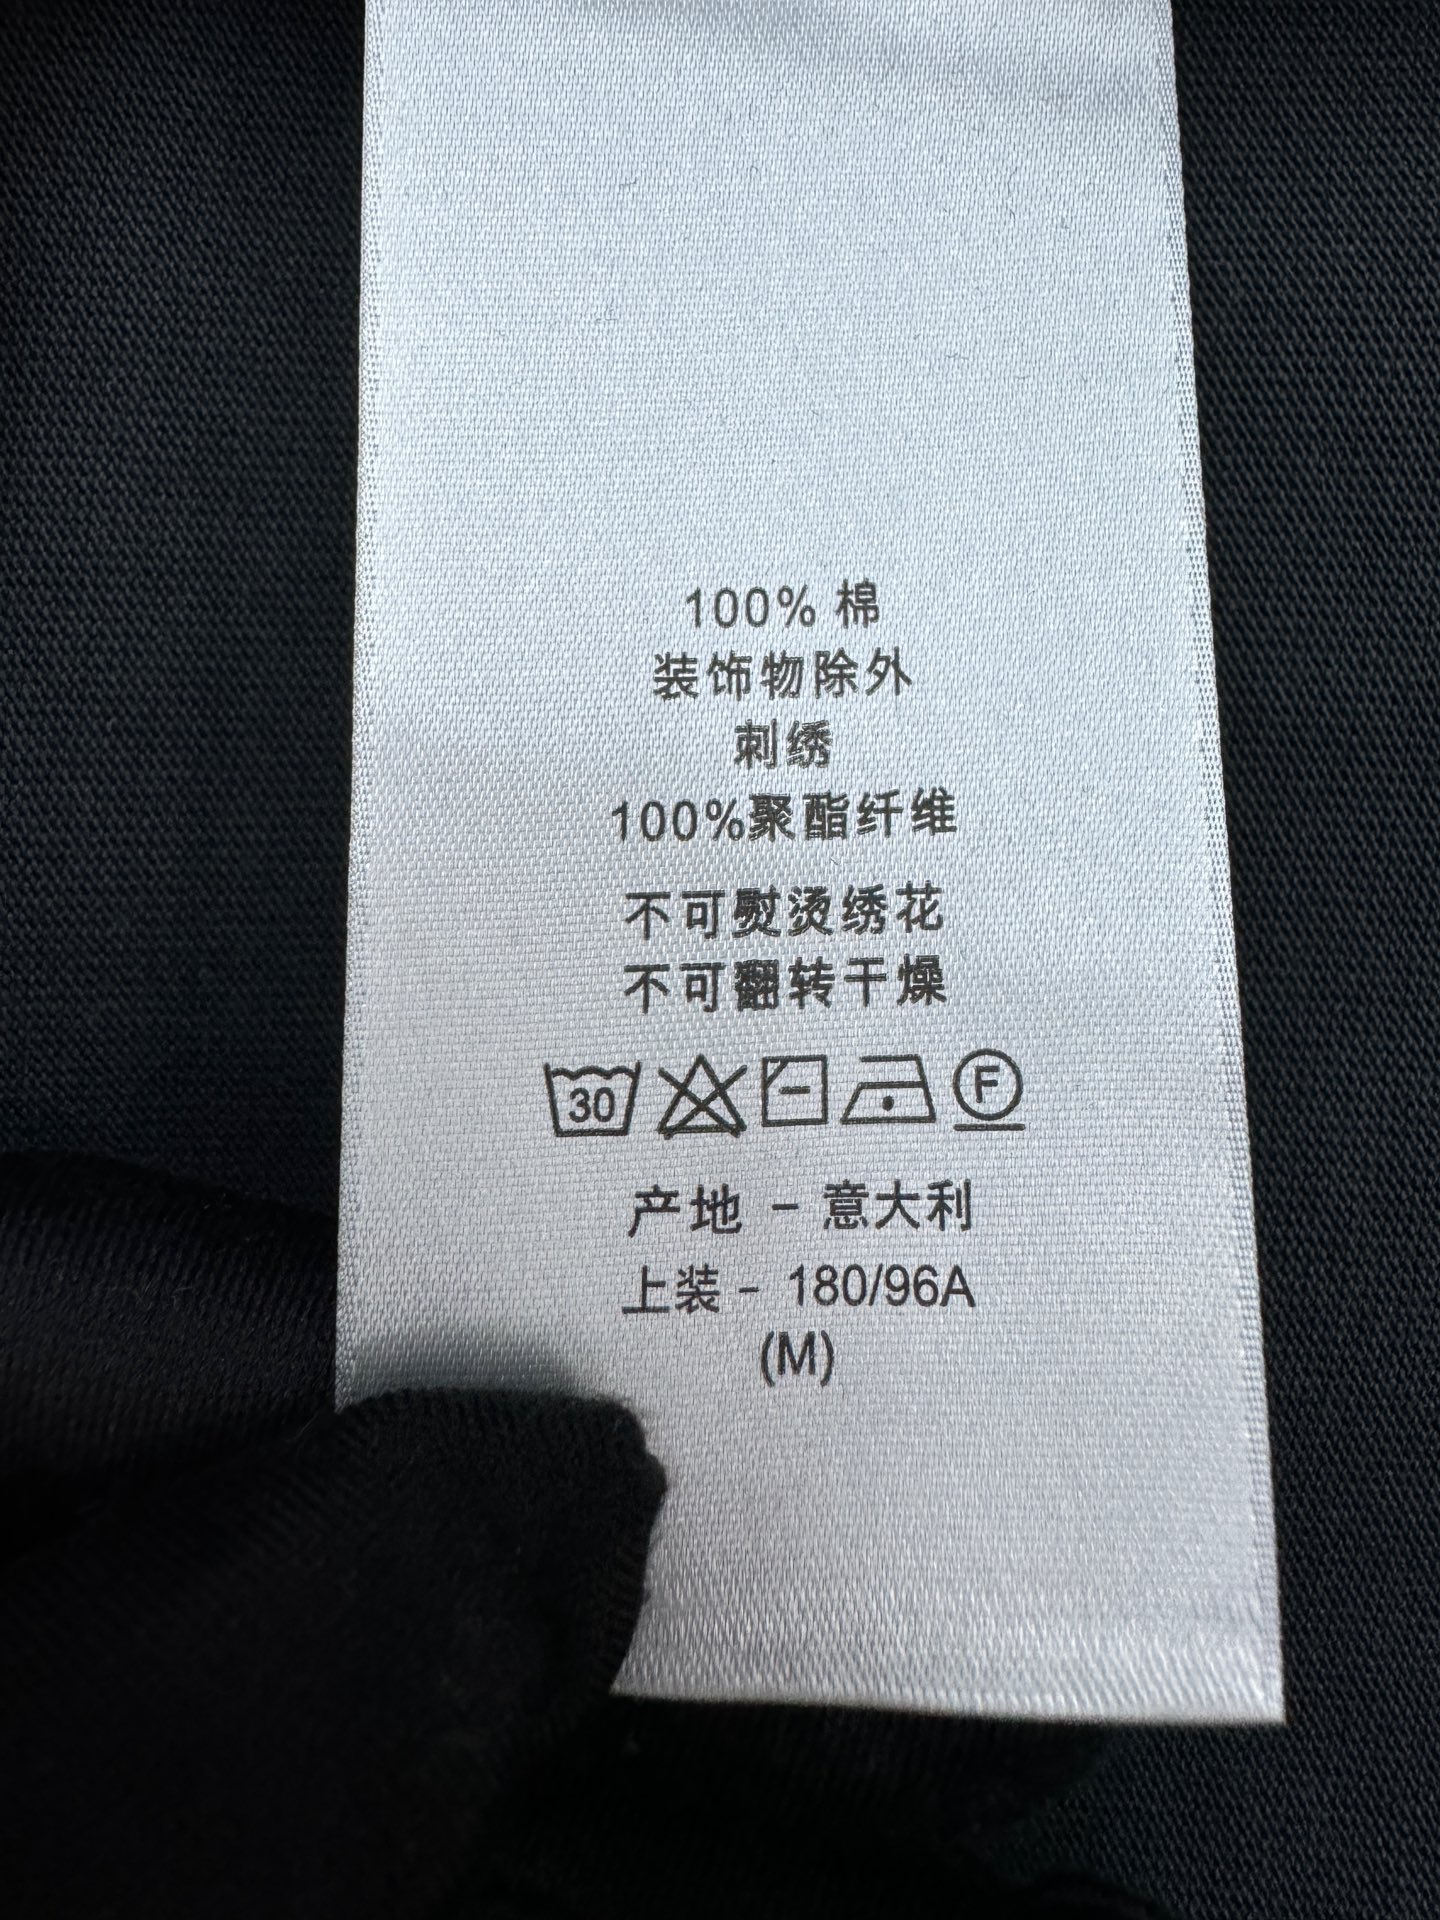 100% 棉
装饰物除外
刺绣
100%聚酯纤维
不可熨烫绣花
不可翻转干燥
30
F
产地 - 意大利
上装 - 180/96A
(M)